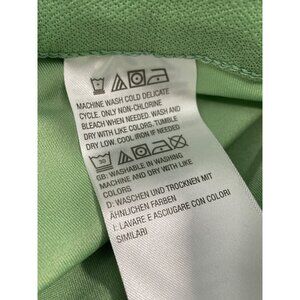 MACHINE WASH COLD DELICATE
CYCLE. ONLY NON-CHLORINE
BLEACH WHEN NEEDED. WASH AND
DRY WITH LIKE COLORS. TUMBLE
DRY LOW. COOL IRON IF NEEDED.
30
GB: WASHABLE IN WASHING
MACHINE AND DRY WITH LIKE
COLORS
D: WASCHEN UND TROCKNEN MIT
ÄHNLICHEN FARBEN
I: LAVARE E ASCIUGARE CON COLORI
SIMILARI